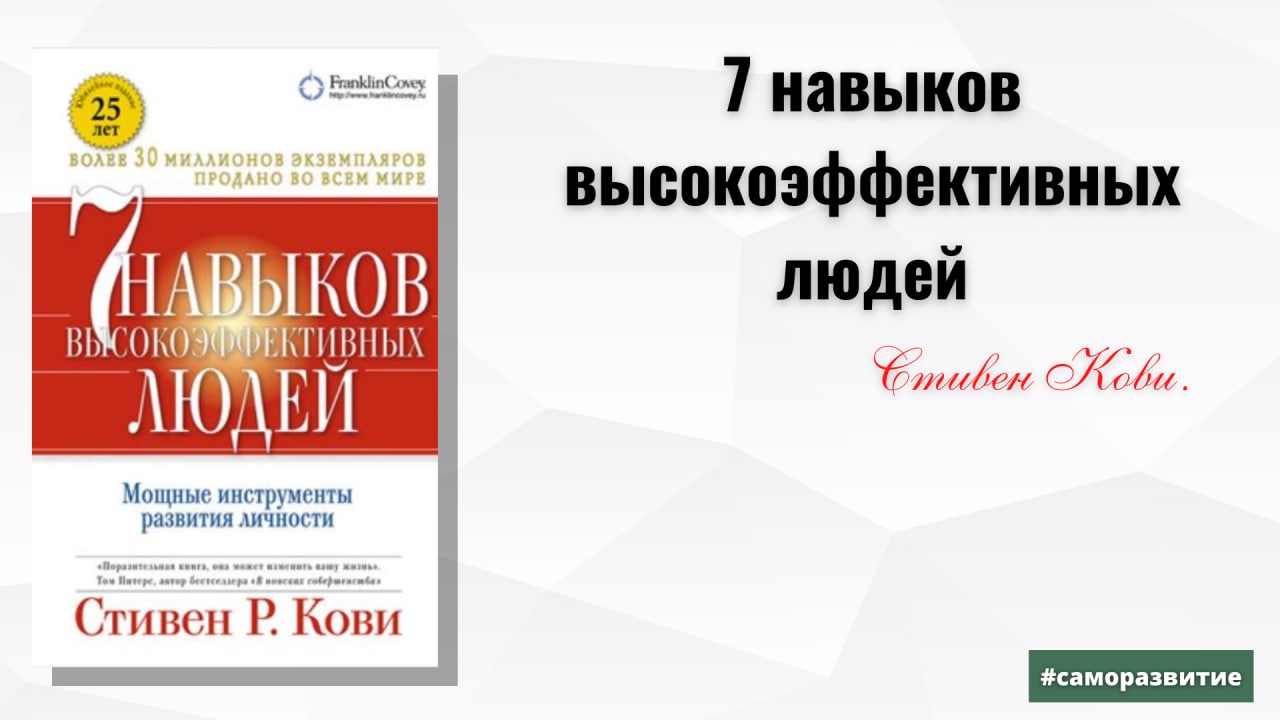 Юбилейное издание
25
лет
FranklinCovey
http://www.franklincovey.ru
БОЛЕЕ 30 МИЛЛИОНОВ ЭКЗЕМПЛЯРОВ
ПРОДАНО ВО ВСЕМ МИРЕ
7 НАВЫКОВ
ВЫСОКОЭФФЕКТИВНЫХ
ЛЮДЕЙ
Мощные инструменты
развития личности
«Поразительная книга, она может изменить вашу жизнь».
Том Питерс, автор бестселлера «В поисках совершенства»
Стивен Р. Кови
7 навыков
высокоэффективных
людей
Стивен Кови.
#саморазвитие